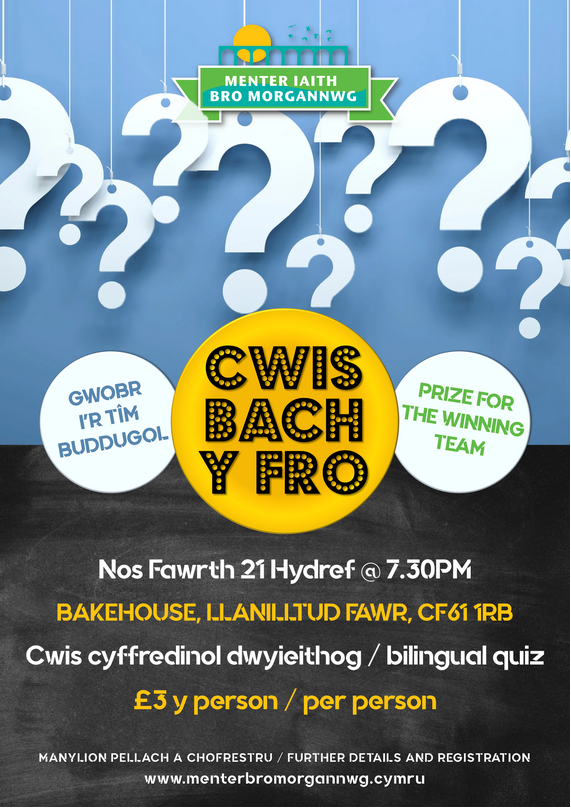 MENTER IAITH
BRO MORGANNWG
GWOBR
I'R TÎM
BUDDUGOL
CWIS
BACH
Y FRO
PRIZE FOR
THE WINNING
TEAM
Nos Fawrth 21 Hydref @ 7.30PM
BAKEHOUSE, LLANILLTUD FAWR, CF61 1RB
Cwis cyffredinol dwyieithog / bilingual quiz
£3 y person / per person
MANYLION PELLACH A CHOFRESTRU / FURTHER DETAILS AND REGISTRATION
www.menterbromorgannwg.cymru